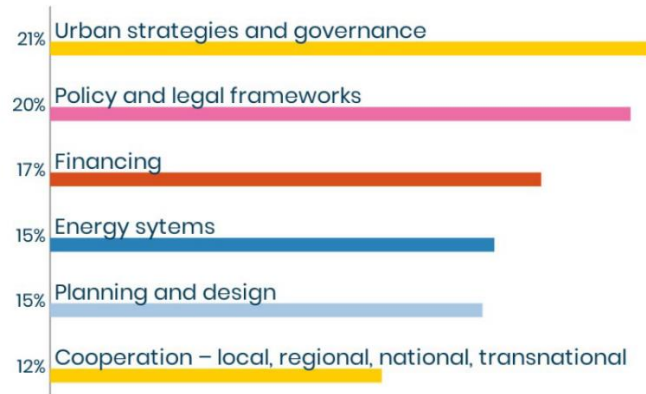 21% Urban strategies and governance
20% Policy and legal frameworks
17% Financing
15% Energy sytems
15% Planning and design
12% Cooperation – local, regional, national, transnational